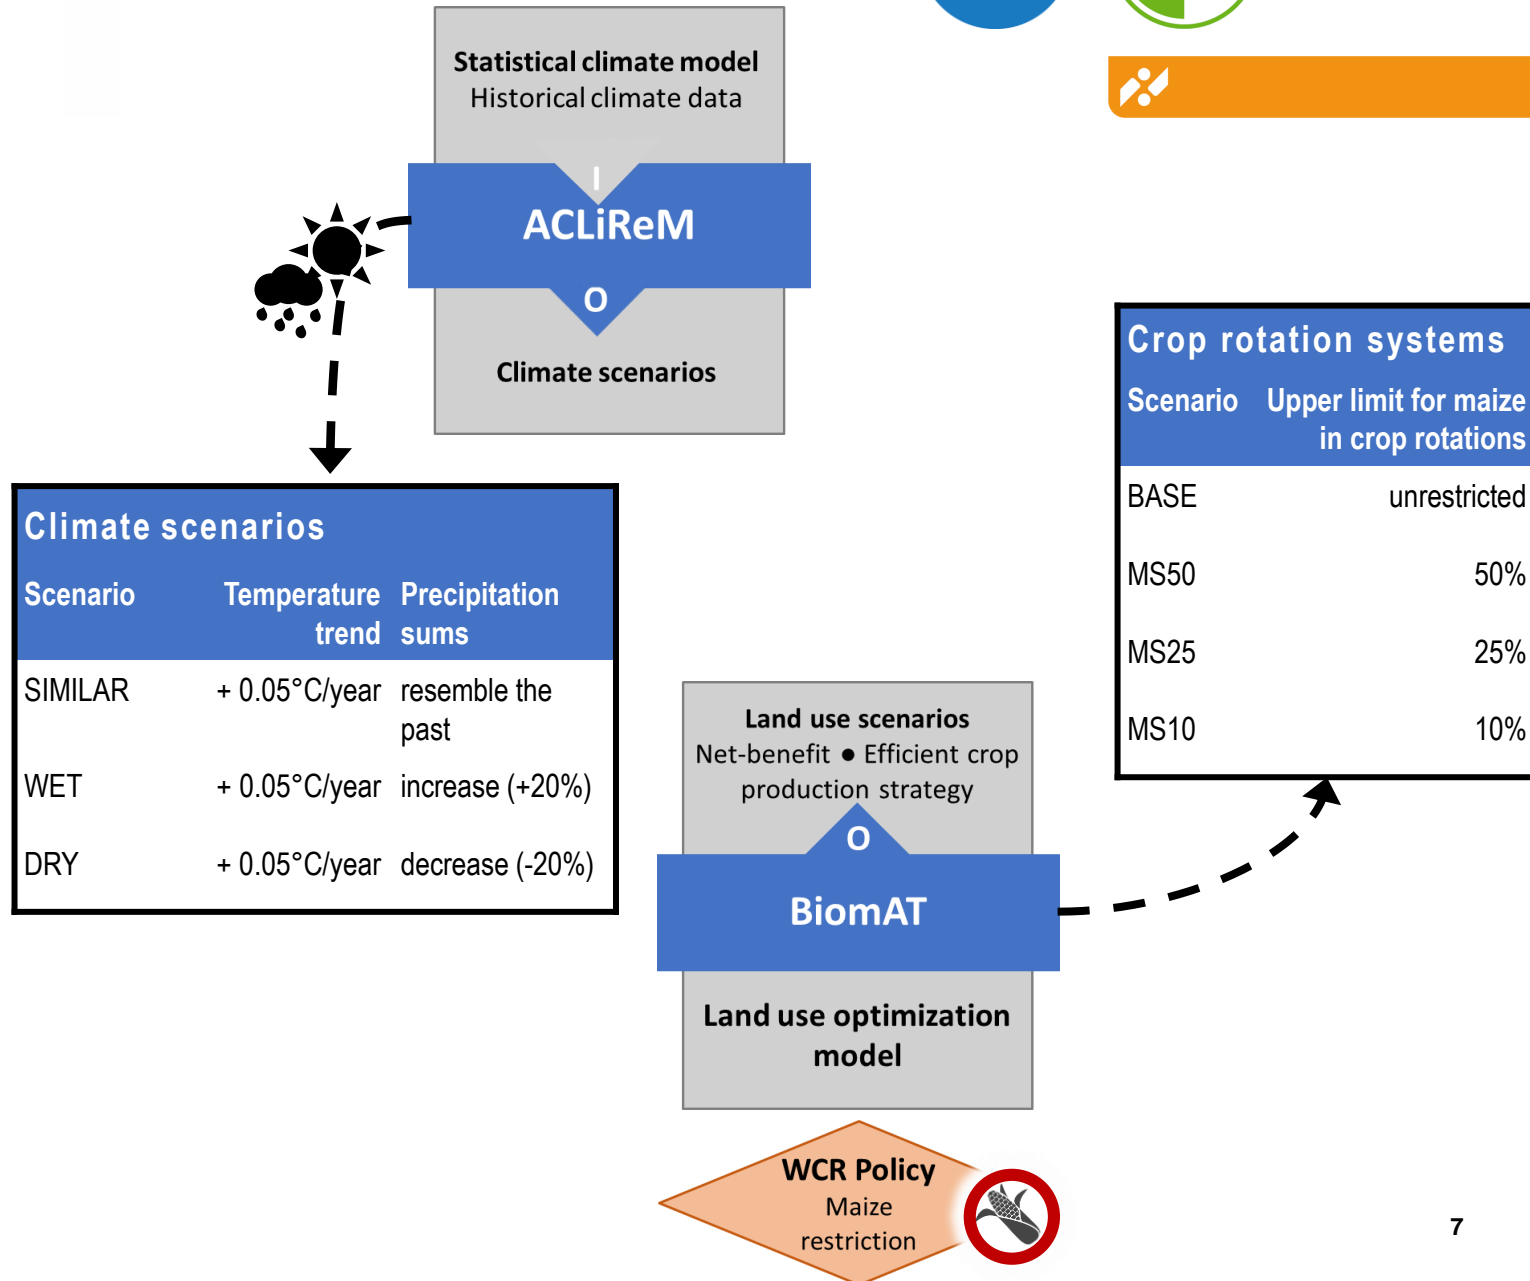 Statistical climate model
Historical climate data
I
ACLiReM
O
Climate scenarios
Climate scenarios
Scenario Temperature trend Precipitation sums
SIMILAR + 0.05°C/year resemble the past
WET + 0.05°C/year increase (+20%)
DRY + 0.05°C/year decrease (-20%)
Crop rotation systems
Scenario Upper limit for maize in crop rotations
BASE unrestricted
MS50 50%
MS25 25%
MS10 10%
Land use scenarios
Net-benefit ● Efficient crop
production strategy
O
BiomAT
Land use optimization
model
WCR Policy
Maize
restriction
7